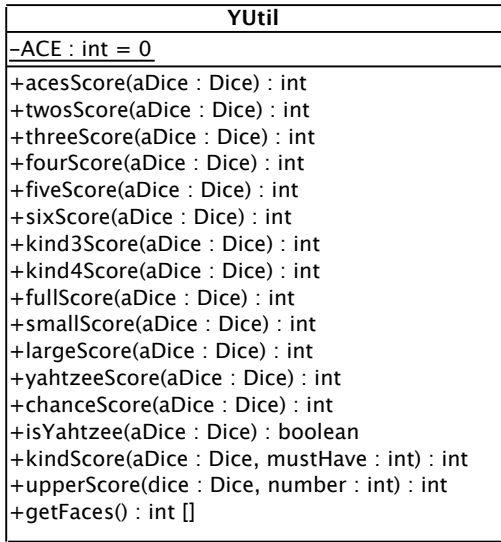 YUtil
-ACE : int = 0
+acesScore(aDice : Dice) : int
+twosScore(aDice : Dice) : int
+threeScore(aDice : Dice) : int
+fourScore(aDice : Dice) : int
+fiveScore(aDice : Dice) : int
+sixScore(aDice : Dice) : int
+kind3Score(aDice : Dice) : int
+kind4Score(aDice : Dice) : int
+fullScore(aDice : Dice) : int
+smallScore(aDice : Dice) : int
+largeScore(aDice : Dice) : int
+yahtzeeScore(aDice : Dice) : int
+chanceScore(aDice : Dice) : int
+isYahtzee(aDice : Dice) : boolean
+kindScore(aDice : Dice, mustHave : int) : int
+upperScore(dice : Dice, number : int) : int
+getFaces() : int []